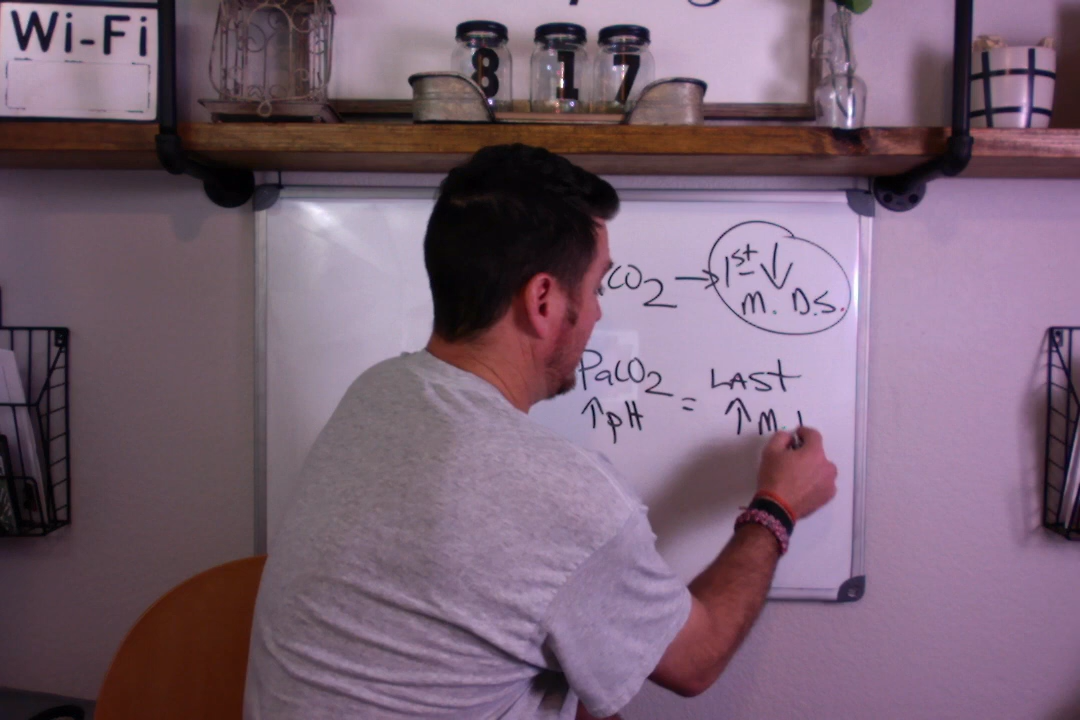 Wi-Fi
8 1 7
CO2 → 1st ↓
M. D.S.
PaCO2 = LAST
↑pH ↑ M.